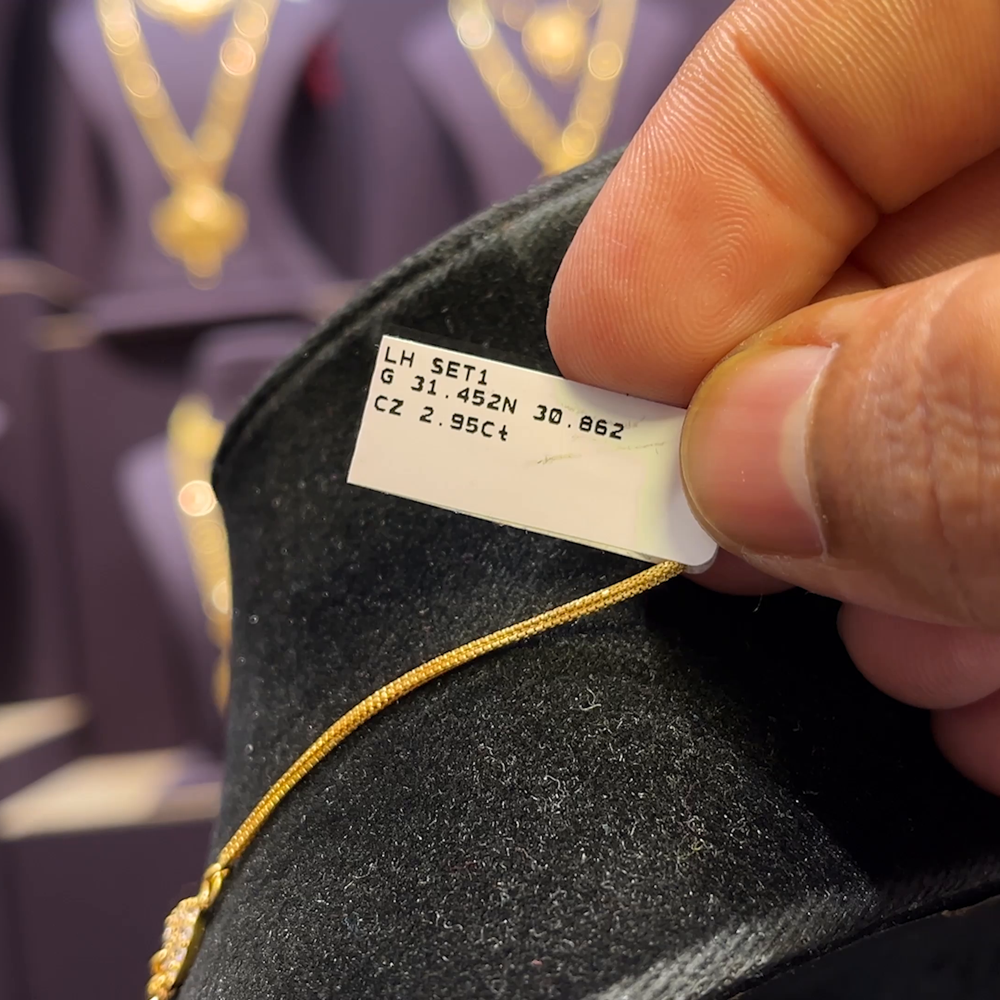 LH SET1
G 31.452N 30.862
CZ 2.95Ct